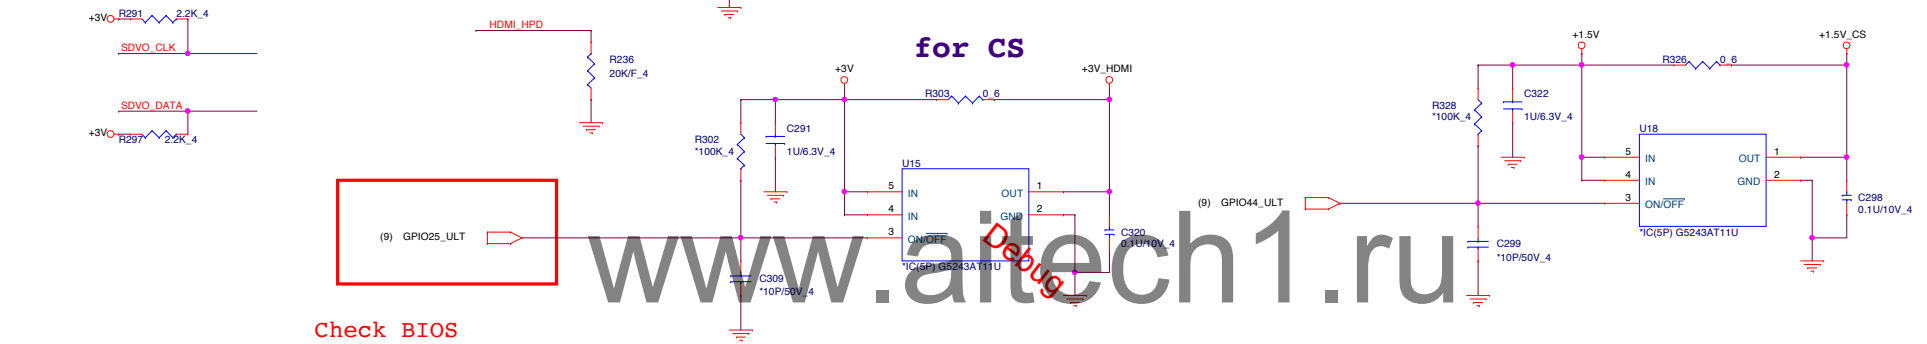 R291
2.2K_4
+3V
SDVO_CLK
SDVO_DATA
+3V
R297
2.2K_4
HDMI_HPD
R236
20K/F_4
for CS
+3V
+3V_HDMI
R303
0_6
R302
*100K_4
C291
1U/6.3V_4
U15
5
IN
OUT
1
4
IN
GND
2
3
ON/OFF
*IC(5P) G5243AT11U
C320
0.1U/10V_4
Debug
(9) GPIO25_ULT
C309
*10P/50V_4
Check BIOS
www.aitech1.ru
+1.5V
+1.5V_CS
R326
0_6
R328
*100K_4
C322
1U/6.3V_4
U18
5
IN
OUT
1
4
IN
GND
2
3
ON/OFF
*IC(5P) G5243AT11U
(9) GPIO44_ULT
C298
0.1U/10V_4
C299
*10P/50V_4